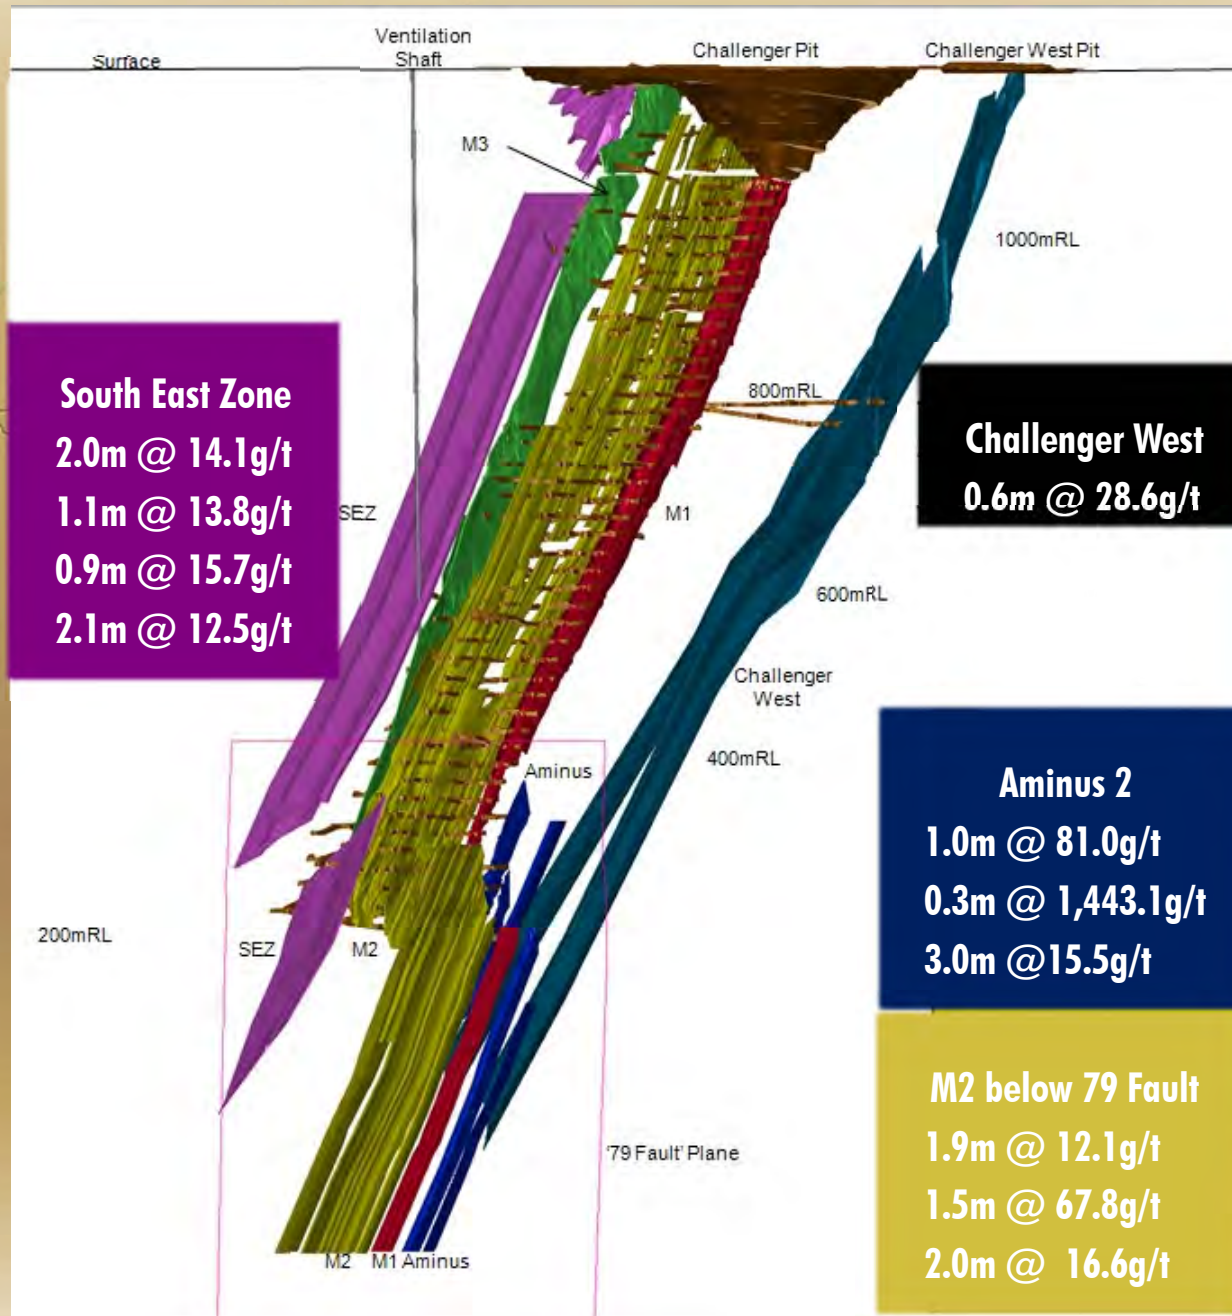 Surface
Ventilation
Shaft
Challenger Pit
Challenger West Pit
M3
1000mRL
South East Zone
2.0m @ 14.1g/t
1.1m @ 13.8g/t
0.9m @ 15.7g/t
2.1m @ 12.5g/t
800mRL
Challenger West
0.6m @ 28.6g/t
SEZ
M1
600mRL
Challenger
West
400mRL
Aminus
Aminus 2
1.0m @ 81.0g/t
0.3m @ 1,443.1g/t
3.0m @15.5g/t
200mRL
SEZ
M2
M2 below 79 Fault
1.9m @ 12.1g/t
1.5m @ 67.8g/t
2.0m @ 16.6g/t
'79 Fault' Plane
M2 M1 Aminus